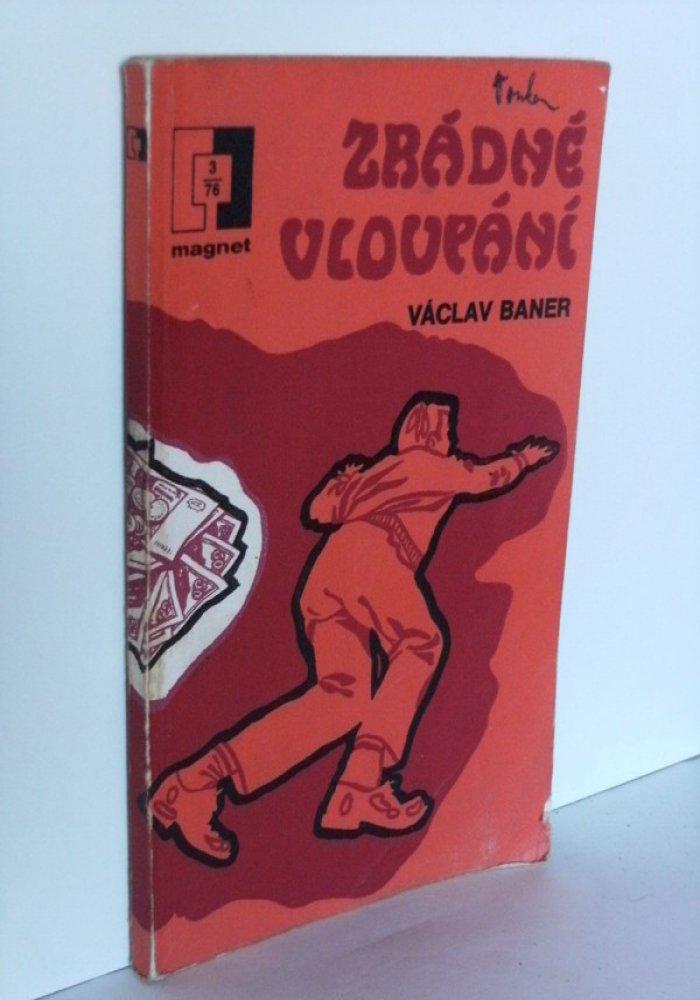 3
76
magnet
ZRÁDNÉ
VLOUPÁNÍ
VÁCLAV BANER